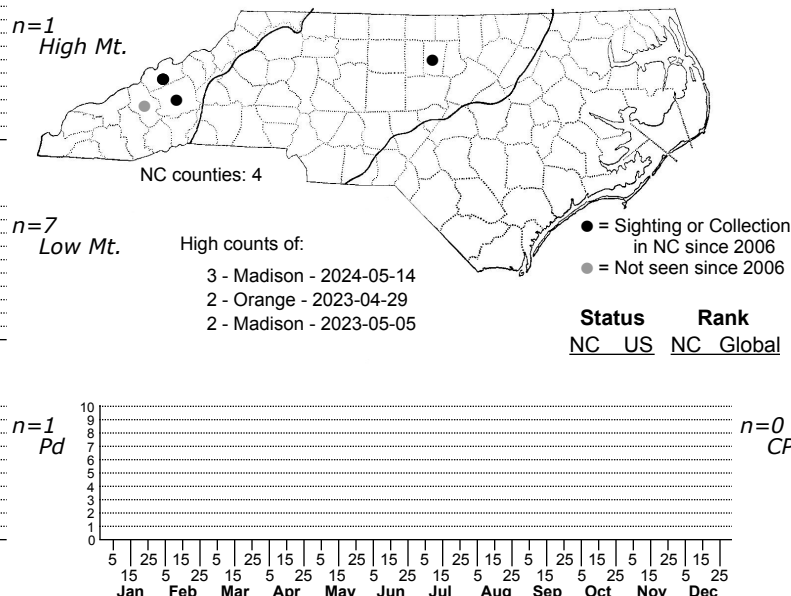 n=1
High Mt.
NC counties: 4
n=7
Low Mt.
High counts of:
3 - Madison - 2024-05-14
2 - Orange - 2023-04-29
2 - Madison - 2023-05-05
● = Sighting or Collection
in NC since 2006
● = Not seen since 2006
Status Rank
NC US NC Global
n=1
Pd
n=0
CP
10
9
8
7
6
5
4
3
2
1
0
5 25 15 5 25 15 5 25 15 5 25 15 5 25 15 5 25 15
15 5 25 15 5 25 15 5 25 15 5 25 15 5 25 15 5 25
Jan Feb Mar Apr May Jun Jul Aug Sep Oct Nov Dec